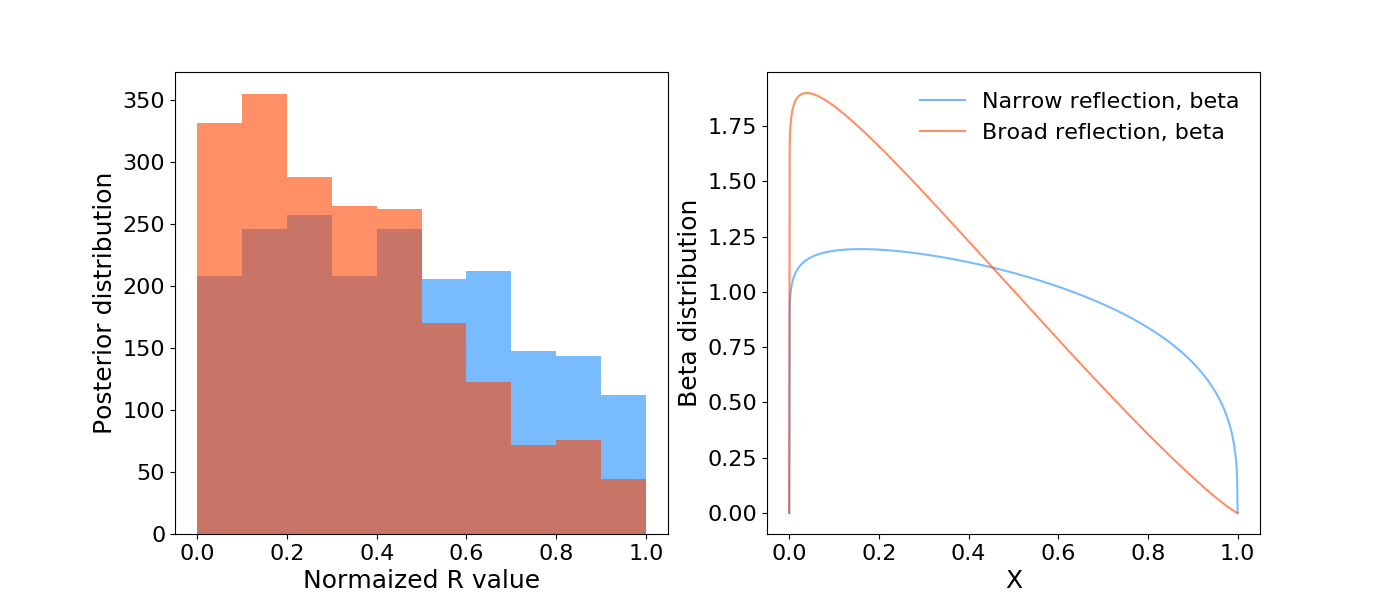 Posterior distribution
350
300
250
200
150
100
50
0
0.0 0.2 0.4 0.6 0.8 1.0
Normaized R value
Beta distribution
1.75
1.50
1.25
1.00
0.75
0.50
0.25
0.00
0.0 0.2 0.4 0.6 0.8 1.0
X
Narrow reflection, beta
Broad reflection, beta